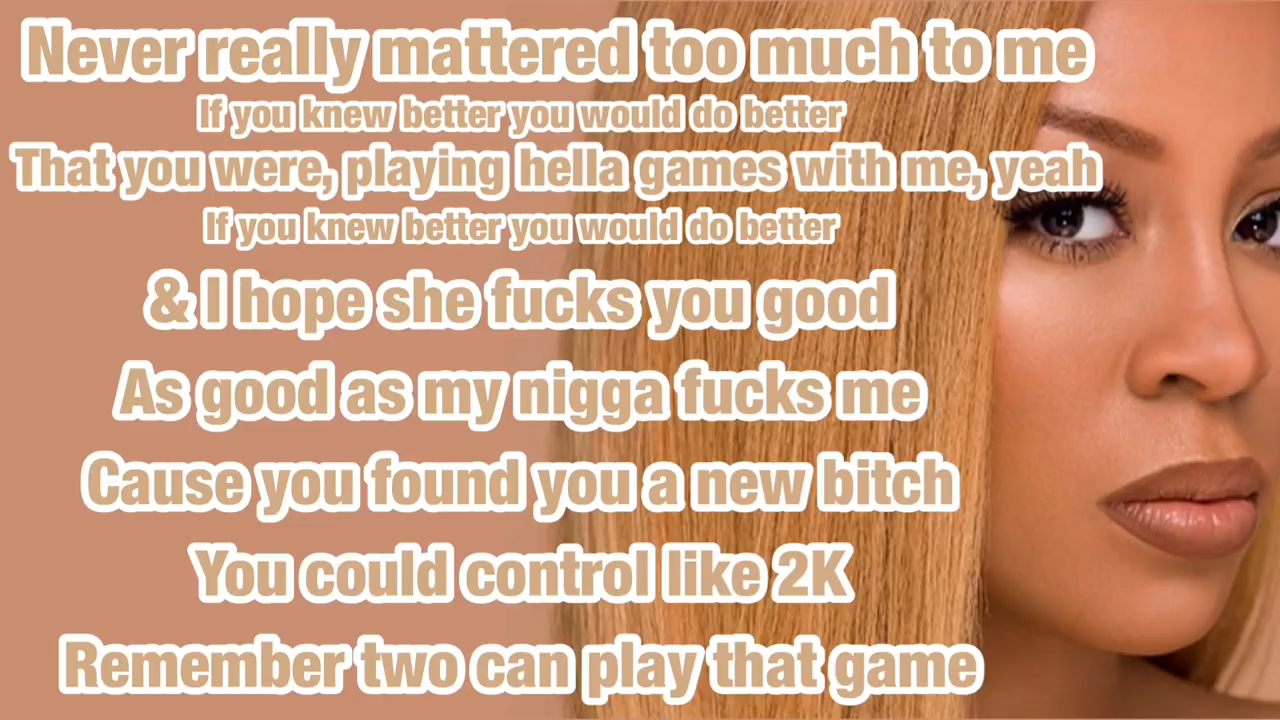 Never really mattered too much to me
If you knew better you would do better
That you were, playing hella games with me, yeah
If you knew better you would do better
& I hope she fucks you good
As good as my nigga fucks me
Cause you found you a new bitch
You could control like 2K
Remember two can play that game